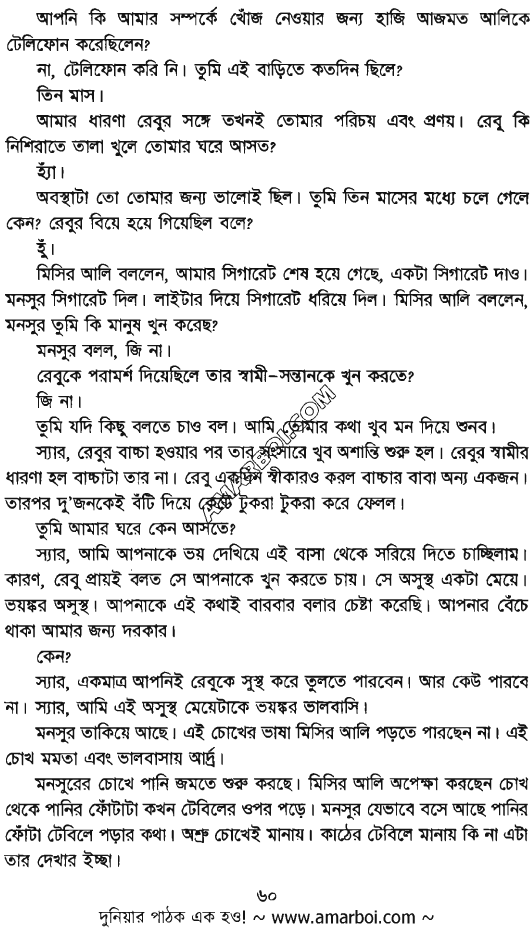 আপনি কি আমার সম্পর্কে খোঁজ নেওয়ার জন্য হাজি আজমত আলিকে
টেলিফোন করেছিলেন?
না, টেলিফোন করি নি। তুমি এই বাড়িতে কতদিন ছিলে?
তিন মাস।
আমার ধারণা রেবুর সঙ্গে তখনই তোমার পরিচয় এবং প্রণয়। রেবু কি
নিশিরাতে তালা খুলে তোমার ঘরে আসত?
হ্যাঁ।
অবস্থাটা তো তোমার জন্য ভালোই ছিল। তুমি তিন মাসের মধ্যে চলে গেলে
কেন? রেবুর বিয়ে হয়ে গিয়েছিল বলে?
হুঁ।
মিসির আলি বললেন, আমার সিগারেট শেষ হয়ে গেছে, একটা সিগারেট দাও।
মনসুর সিগারেট দিল। লাইটার দিয়ে সিগারেট ধরিয়ে দিল। মিসির আলি বললেন,
মনসুর তুমি কি মানুষ খুন করেছ?
মনসুর বলল, জি না।
রেবুকে পরামর্শ দিয়েছিলে তার স্বামী–সন্তানকে খুন করতে?
জি না।
তুমি যদি কিছু বলতে চাও বল। আমি তোমার কথা খুব মন দিয়ে শুনব।
স্যার, রেবুর বাচ্চা হওয়ার পর তার সংসারে খুব অশান্তি শুরু হল। রেবুর স্বামীর
ধারণা হল বাচ্চাটা তার না। রেবু একদিন স্বীকারও করল বাচ্চার বাবা অন্য একজন।
তারপর দু'জনকেই বঁটি দিয়ে কেটে টুকরা টুকরা করে ফেলল।
তুমি আমার ঘরে কেন আসতে?
স্যার, আমি আপনাকে ভয় দেখিয়ে এই বাসা থেকে সরিয়ে দিতে চাচ্ছিলাম।
কারণ, রেবু প্রায়ই বলত সে আপনাকে খুন করতে চায়। সে অসুস্থ একটা মেয়ে।
ভয়ঙ্কর অসুস্থ। আপনাকে এই কথাই বারবার বলার চেষ্টা করেছি। আপনার বেঁচে
থাকা আমার জন্য দরকার।
কেন?
স্যার, একমাত্র আপনিই রেবুকে সুস্থ করে তুলতে পারবেন। আর কেউ পারবে
না। স্যার, আমি এই অসুস্থ মেয়েটাকে ভয়ঙ্কর ভালবাসি।
মনসুর তাকিয়ে আছে। এই চোখের ভাষা মিসির আলি পড়তে পারছেন না। এই
চোখ মমতা এবং ভালবাসায় আর্দ্র।
মনসুরের চোখে পানি জমতে শুরু করছে। মিসির আলি অপেক্ষা করছেন চোখ
থেকে পানির ফোঁটাটা কখন টেবিলের ওপর পড়ে। মনসুর যেভাবে বসে আছে পানির
ফোঁটা টেবিলে পড়ার কথা। অশ্রু চোখেই মানায়। কাঠের টেবিলে মানায় কি না এটা
তার দেখার ইচ্ছা।
AMARBOI.COM
৬০
দুনিয়ার পাঠক এক হও! ~ www.amarboi.com ~